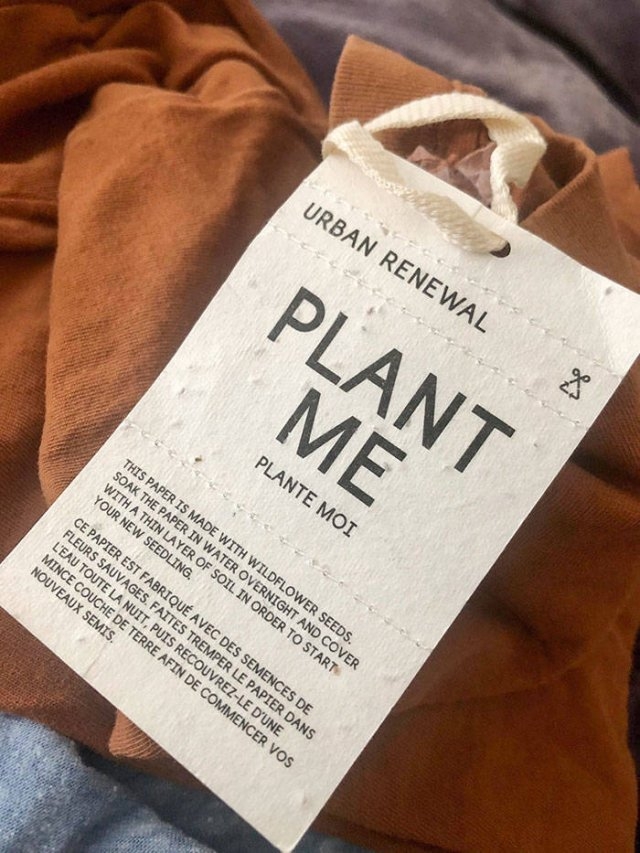 URBAN RENEWAL
PLANT
ME
PLANTE MOI
THIS PAPER IS MADE WITH WILDFLOWER SEEDS.
SOAK THE PAPER IN WATER OVERNIGHT AND COVER
WITH A THIN LAYER OF SOIL IN ORDER TO START
YOUR NEW SEEDLING.
CE PAPIER EST FABRIQUÉ AVEC DES SEMENCES DE
FLEURS SAUVAGES. FAITES TREMPER LE PAPIER DANS
L'EAU TOUTE LA NUIT, PUIS RECOUVREZ-LE D'UNE
MINCE COUCHE DE TERRE AFIN DE COMMENCER VOS
NOUVEAUX SEMIS.